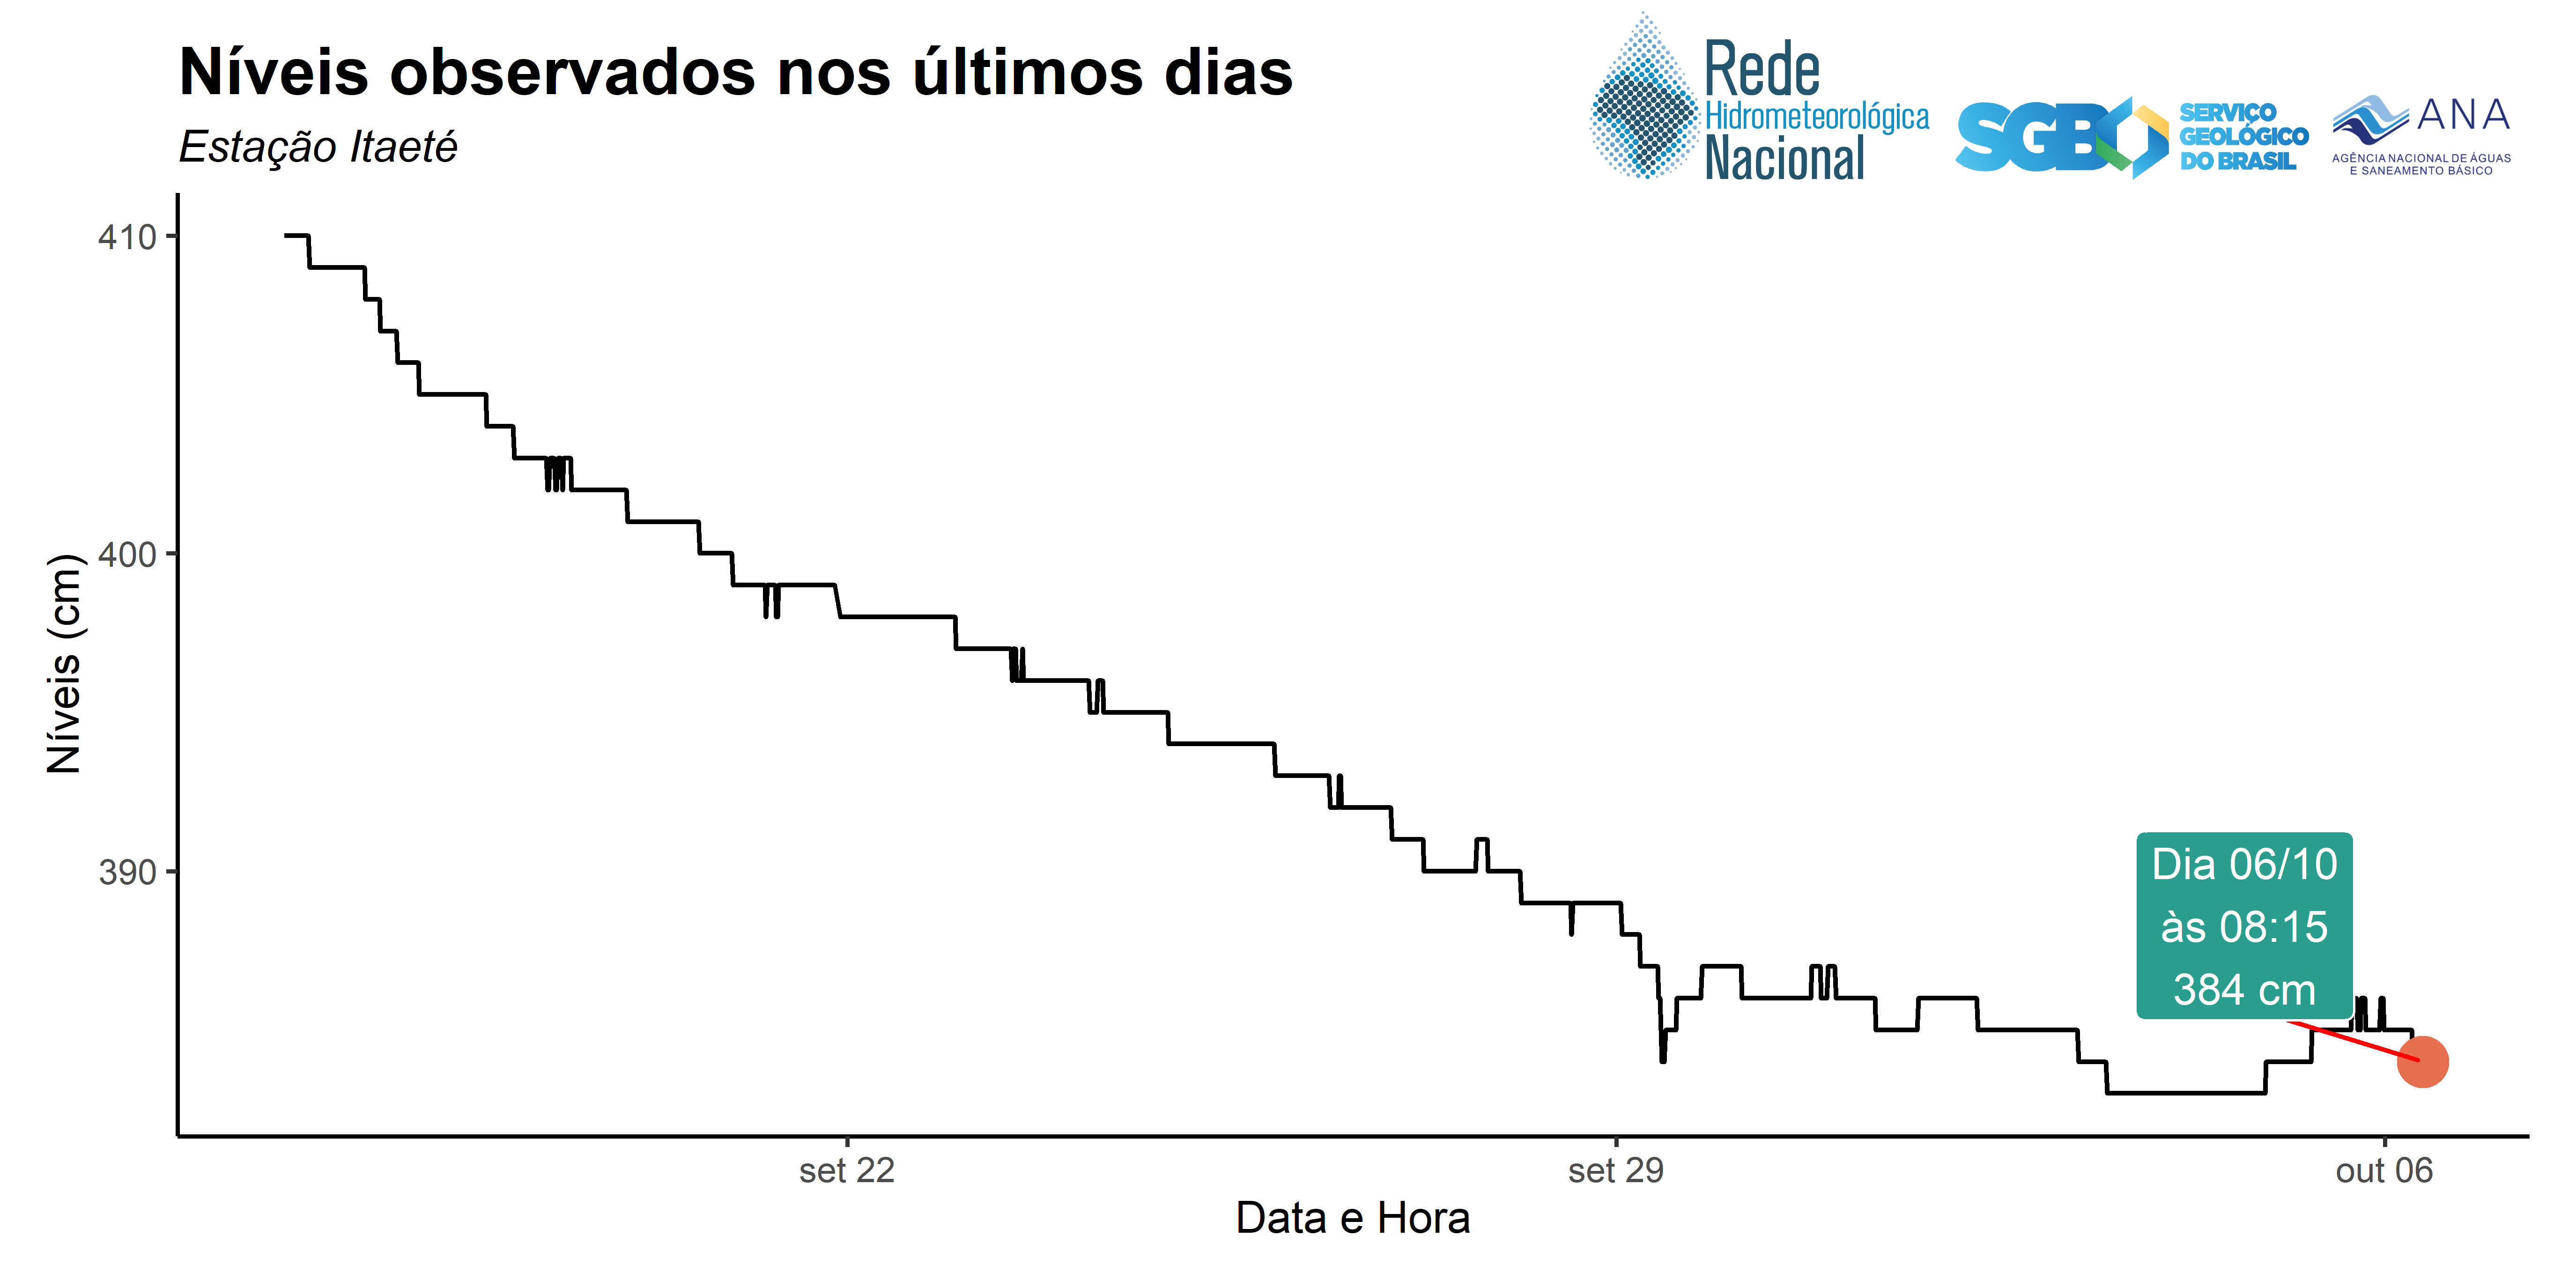 Níveis observados nos últimos dias
Estação Itaeté
Rede
Hidrometeorológica
Nacional
SGB
SERVIÇO
GEOLÓGICO
DO BRASIL
ANA
AGÊNCIA NACIONAL DE ÁGUAS
E SANEAMENTO BÁSICO
Níveis (cm)
410
400
390
Dia 06/10
às 08:15
384 cm
set 22
set 29
out 06
Data e Hora